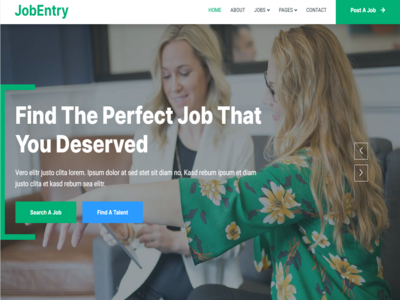 JobEntry
HOME ABOUT JOBS PAGES CONTACT Post A Job
Find The Perfect Job That
You Deserved
Vero elitr justo clita lorem. Ipsum dolor at sed stet sit diam no. Kasd rebum ipsum et
diam justo clita et kasd rebum sea elitr.
Search A Job Find A Talent